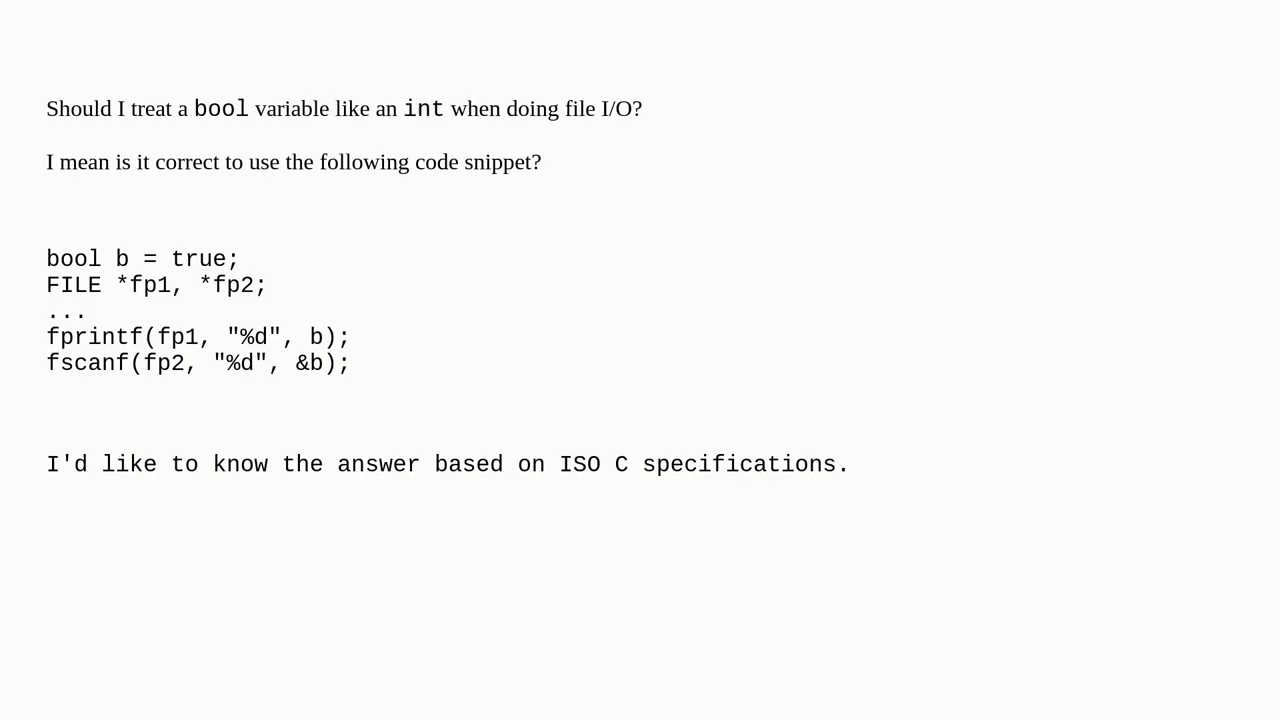 Should I treat a bool variable like an int when doing file I/O?
I mean is it correct to use the following code snippet?
bool b = true;
FILE *fp1, *fp2;
...
fprintf(fp1, "%d", b);
fscanf(fp2, "%d", &b);
I'd like to know the answer based on ISO C specifications.